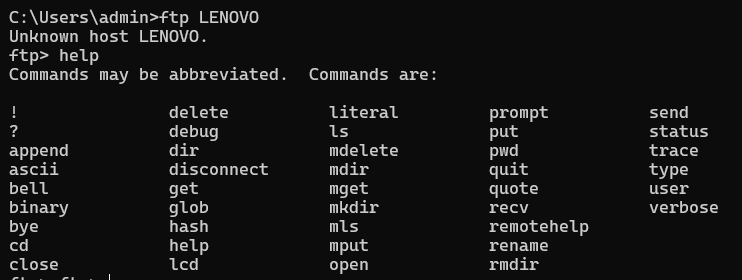 C:\Users\admin>ftp LENOVO
Unknown host LENOVO.
ftp> help
Commands may be abbreviated.  Commands are:

!               delete          literal         prompt          send
?               debug           ls              put             status
append          dir             mdelete         pwd             trace
ascii           disconnect      mdir            quit            type
bell            get             mget            quote           user
binary          glob            mkdir           recv            verbose
bye             hash            mls             remotehelp
cd              help            mput            rename
close           lcd             open            rmdir